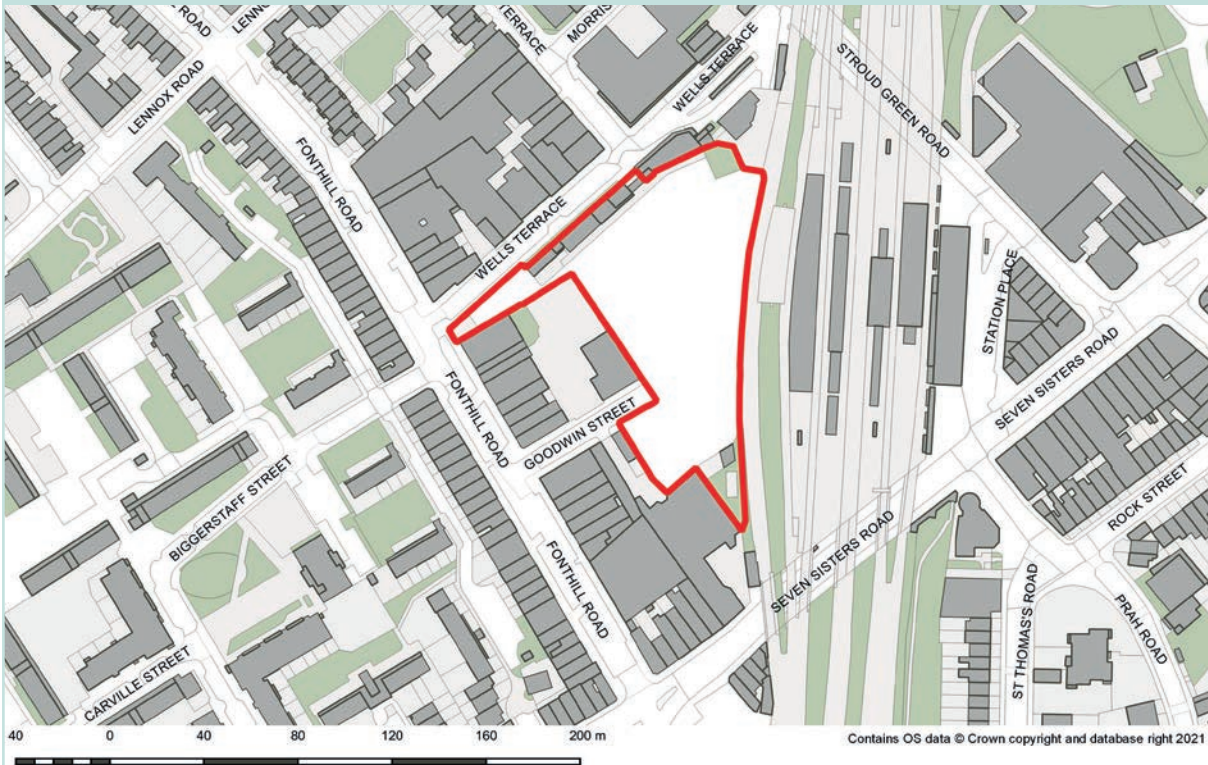 ROAD
LENNO
TERRACE
MORRIS
LENNOX ROAD
WELLS TERRACE
STROUD GREEN ROAD
FONTHILL ROAD
WELLS TERRACE
STATION PLACE
SEVEN SISTERS ROAD
FONTHILL ROAD
GOODWIN STREET
BIGGERSTAFF STREET
ROCK STREET
SEVEN SISTERS ROAD
FONTHILL ROAD
ST THOMAS'S ROAD
PRAH ROAD
CARVILLE STREET
40 0 40 80 120 160 200 m
Contains OS data © Crown copyright and database right 2021